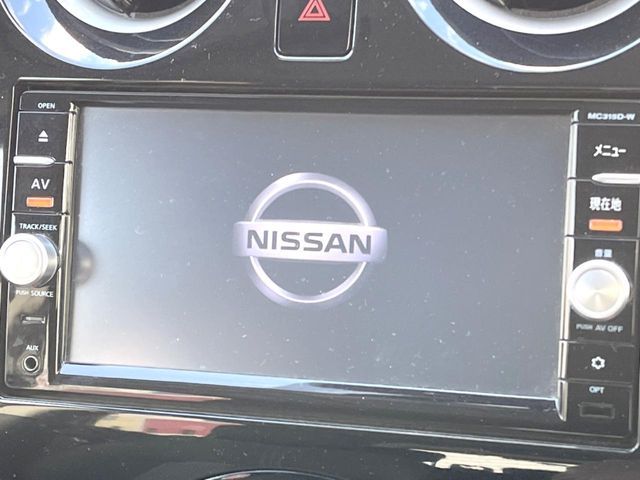 OPEN
MC315D-W
メニュー
AV
現在地
TRACK/SEEK
NISSAN
音量
PUSH SOURCE
PUSH AV OFF
AUX
OPT